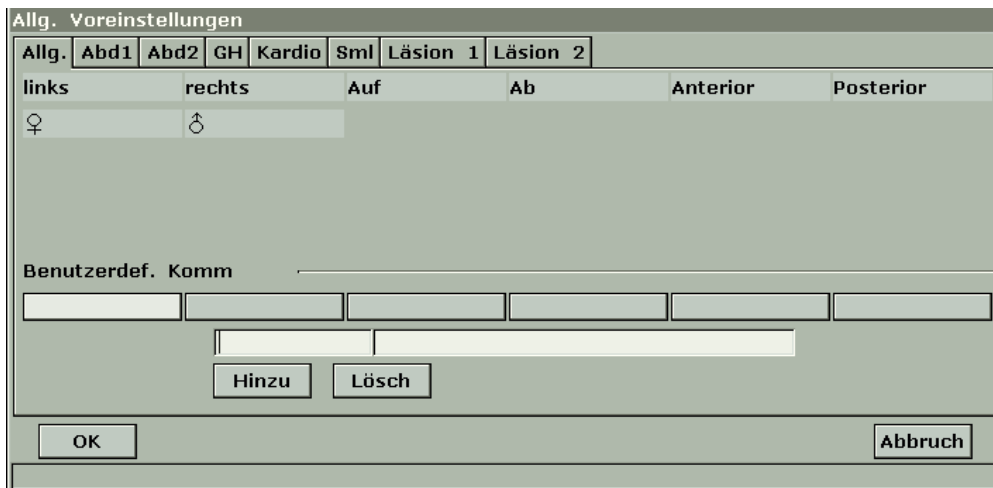 Allg. Voreinstellungen
Allg. Abd1 Abd2 GH Kardio Sml Läsion 1 Läsion 2
links rechts Auf Ab Anterior Posterior
♀ ♂
Benutzerdef. Komm
Hinzu Lösch
OK Abbruch